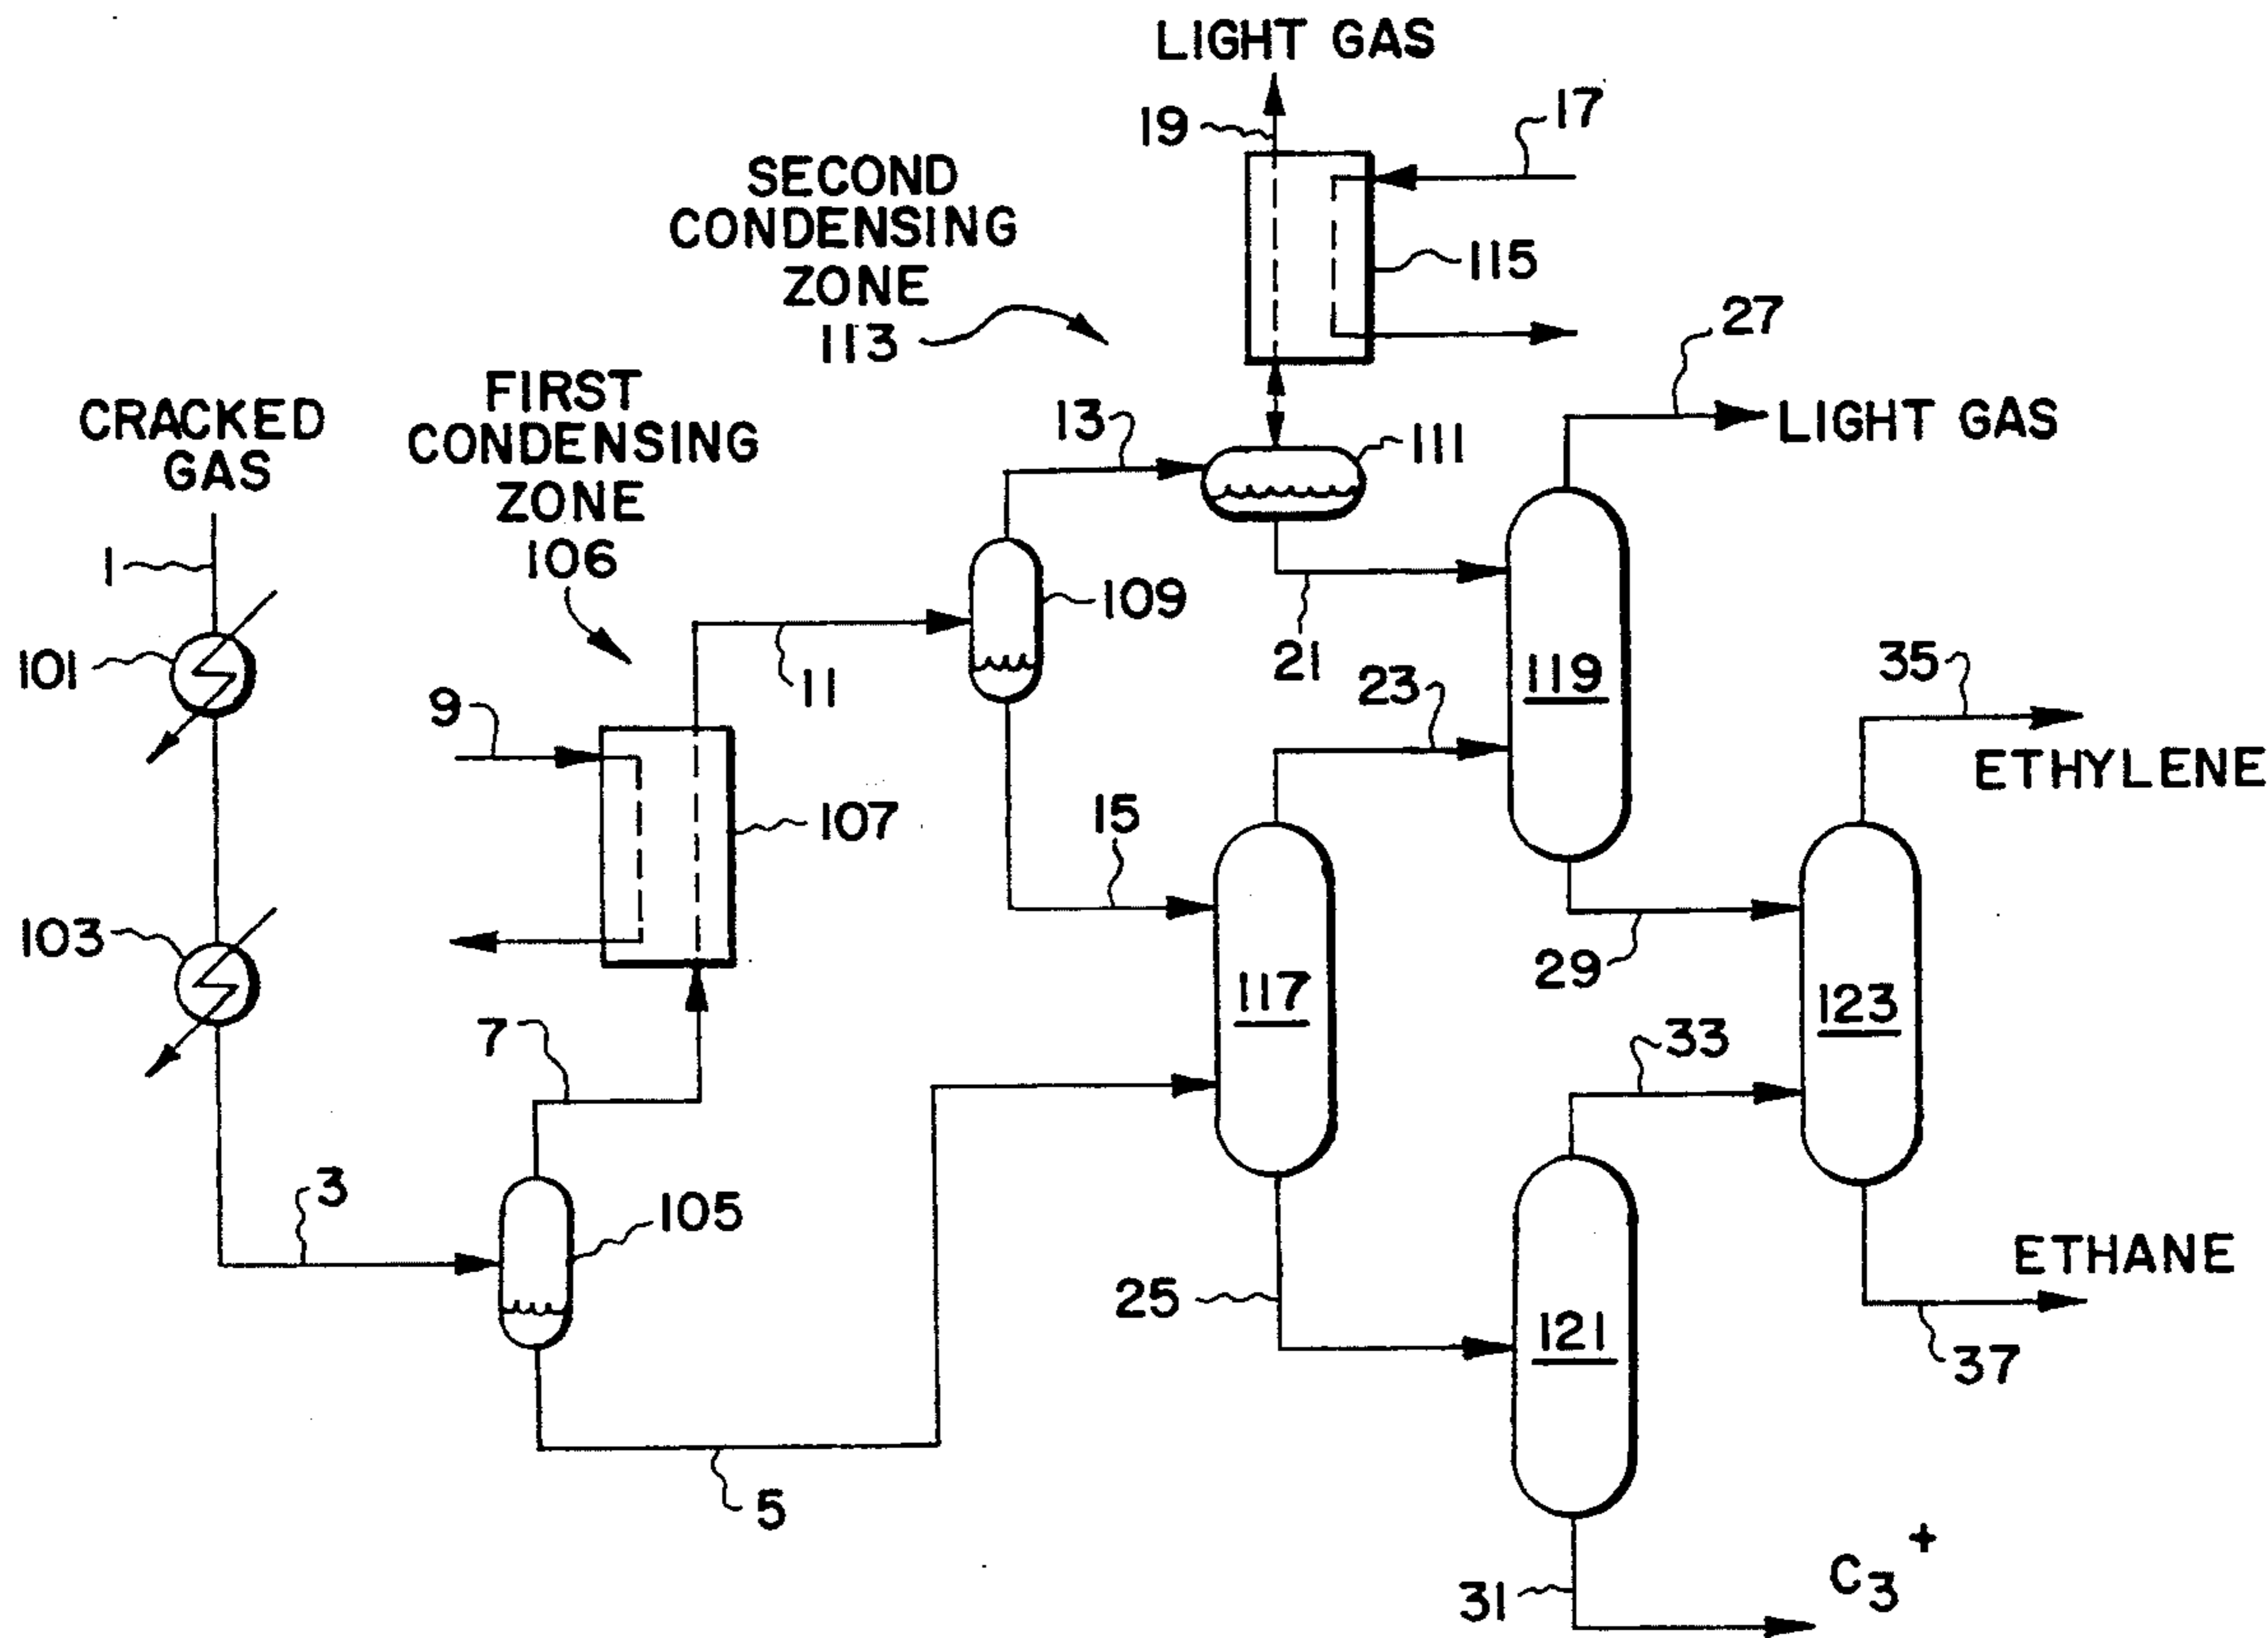 LIGHT GAS
19
17
SECOND
CONDENSING
ZONE
113
115
27
LIGHT GAS
FIRST
CONDENSING
ZONE
106
13
111
CRACKED
GAS
1
109
101
9
11
21
23
119
35
ETHYLENE
107
15
103
29
117
123
7
33
3
105
25
ETHANE
121
37
5
31
C3+